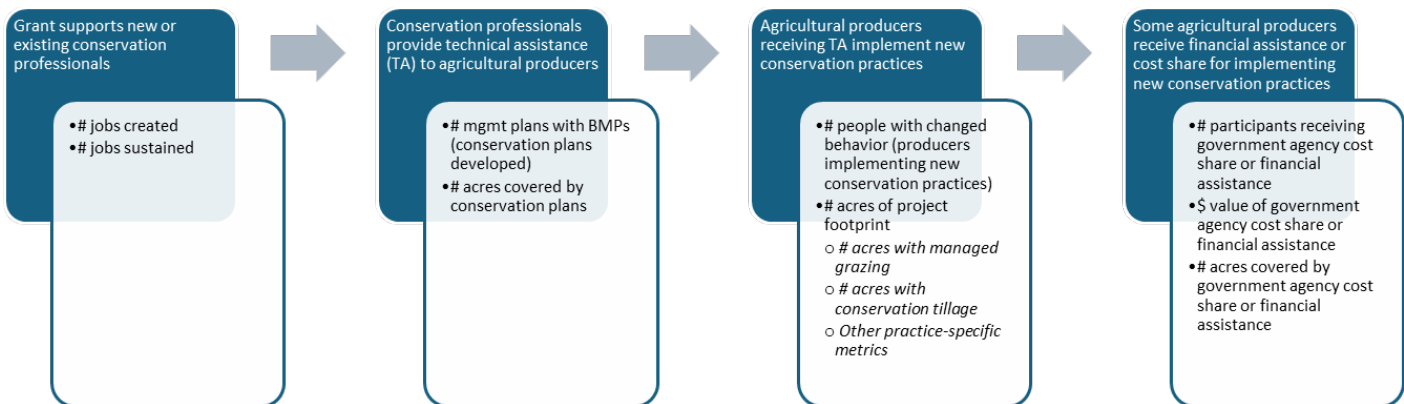 Grant supports new or
existing conservation
professionals
•# jobs created
•# jobs sustained
Conservation professionals
provide technical assistance
(TA) to agricultural producers
•# mgmt plans with BMPs
(conservation plans
developed)
•# acres covered by
conservation plans
Agricultural producers
receiving TA implement new
conservation practices
•# people with changed
behavior (producers
implementing new
conservation practices)
•# acres of project
footprint
o # acres with managed
grazing
o # acres with
conservation tillage
o Other practice-specific
metrics
Some agricultural producers
receive financial assistance or
cost share for implementing
new conservation practices
•# participants receiving
government agency cost
share or financial
assistance
•$ value of government
agency cost share or
financial assistance
•# acres covered by
government agency cost
share or financial
assistance